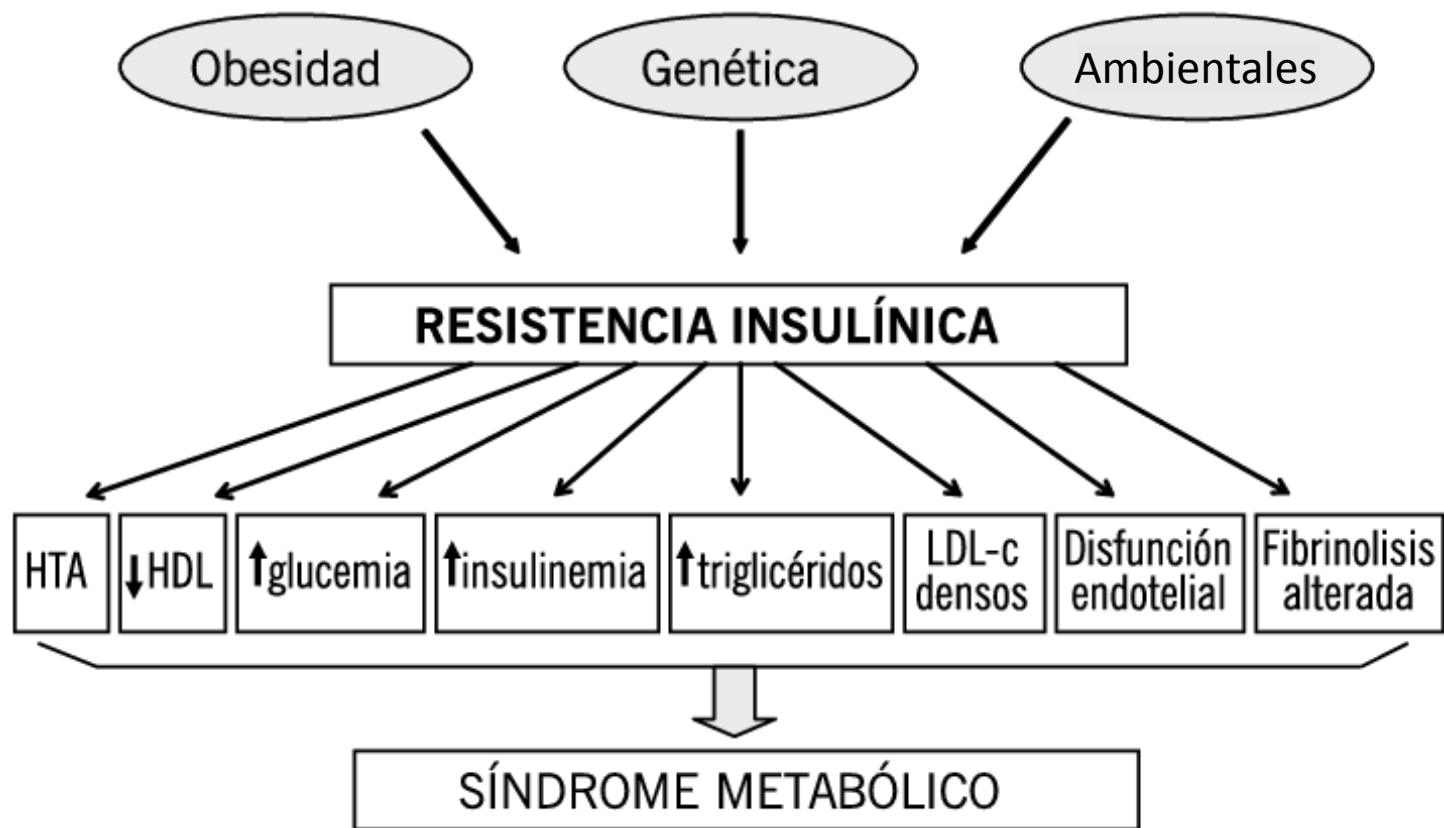 Obesidad
Genética
Ambientales
RESISTENCIA INSULÍNICA
HTA
↓HDL
↑glucemia
↑insulinemia
↑triglicéridos
LDL-c
densos
Disfunción
endotelial
Fibrinolisis
alterada
SÍNDROME METABÓLICO